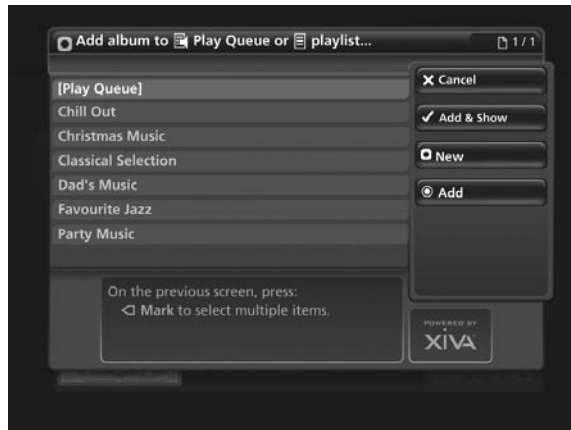 Add album to Play Queue or playlist...
1 / 1
[Play Queue]
Chill Out
Christmas Music
Classical Selection
Dad's Music
Favourite Jazz
Party Music
Cancel
Add & Show
New
Add
On the previous screen, press:
Mark to select multiple items.
POWERED BY
XiVA